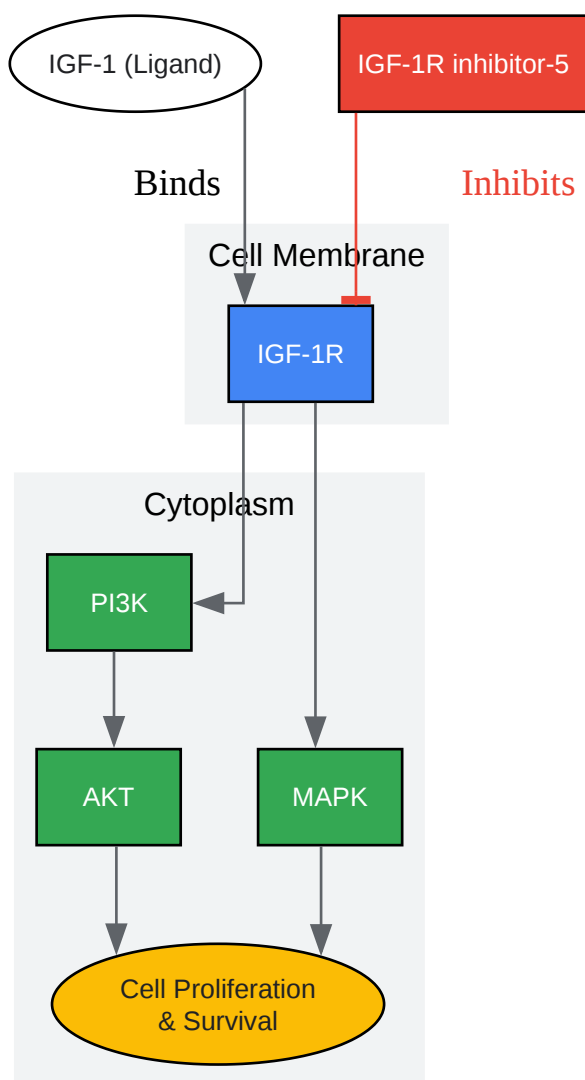 IGF-1 (Ligand)
IGF-1R inhibitor-5
Binds
Inhibits
Cell Membrane
IGF-1R
Cytoplasm
PI3K
AKT
MAPK
Cell Proliferation
& Survival